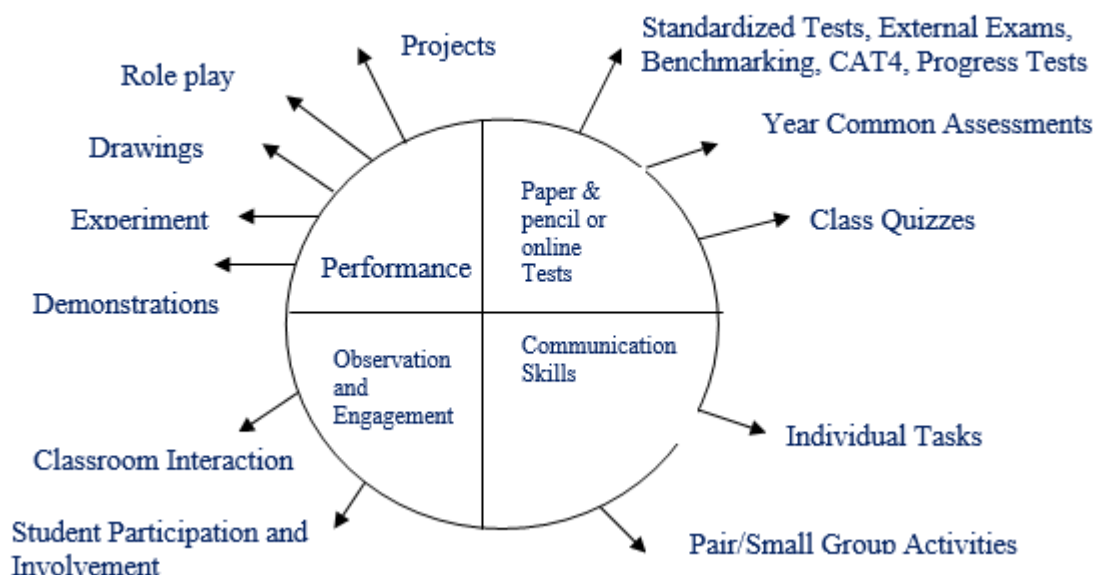 Projects
Standardized Tests, External Exams,
Benchmarking, CAT4, Progress Tests
Role play
Year Common Assessments
Drawings
Paper &
pencil or
online
Tests
Experiment
Class Quizzes
Performance
Demonstrations
Observation
and
Engagement
Communication
Skills
Individual Tasks
Classroom Interaction
Student Participation and
Involvement
Pair/Small Group Activities